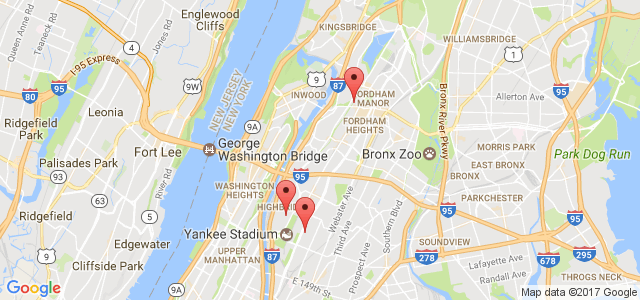 Englewood
Cliffs
KINGSBRIDGE
WILLIAMSBRIDGE
Queen Anne Rd
Teaneck Rd
Jones Rd
4
1
I-95 Express
9W
NEW JERSEY
NEW YORK
9
87
INWOOD
FORDHAM
MANOR
95
80
95
Leonia
9A
Allerton Ave
Bronx River Pkwy
FORDHAM
HEIGHTS
Ridgefield
Park
Fort Lee
George
Washington Bridge
Bronx Zoo
MORRIS PARK
Park Dog Run
Palisades Park
EAST BRONX
BRONX
95
WASHINGTON
HEIGHTS
River Rd
PARKCHESTER
Ridgefield
HIGHBRIDGE
Webster Ave
Third Ave
Prospect Ave
Southern Blvd
Edgewater
Yankee Stadium
SOUNDVIEW
UPPER
MANHATTAN
87
278
95
295
Lafayette Ave
Randall Ave
Cliffside Park
E 149th St
THROGS NECK
9A
Google
Map data ©2017 Google